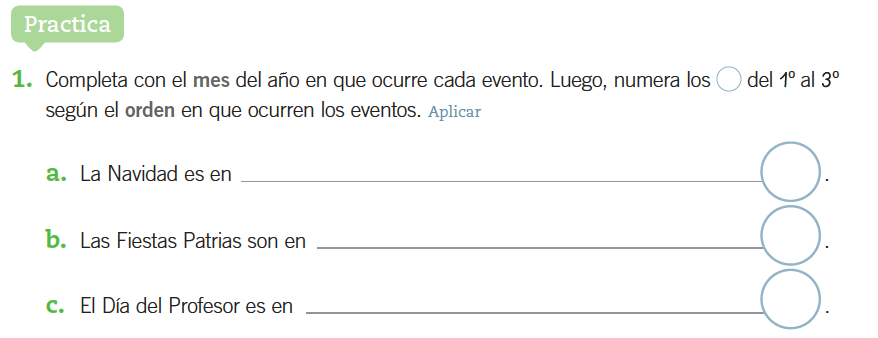 Practica
1. Completa con el mes del año en que ocurre cada evento. Luego, numera los ◯ del 1º al 3º
según el orden en que ocurren los eventos. Aplicar
a. La Navidad es en ____________________ ◯.
b. Las Fiestas Patrias son en ____________________ ◯.
c. El Día del Profesor es en ____________________ ◯.